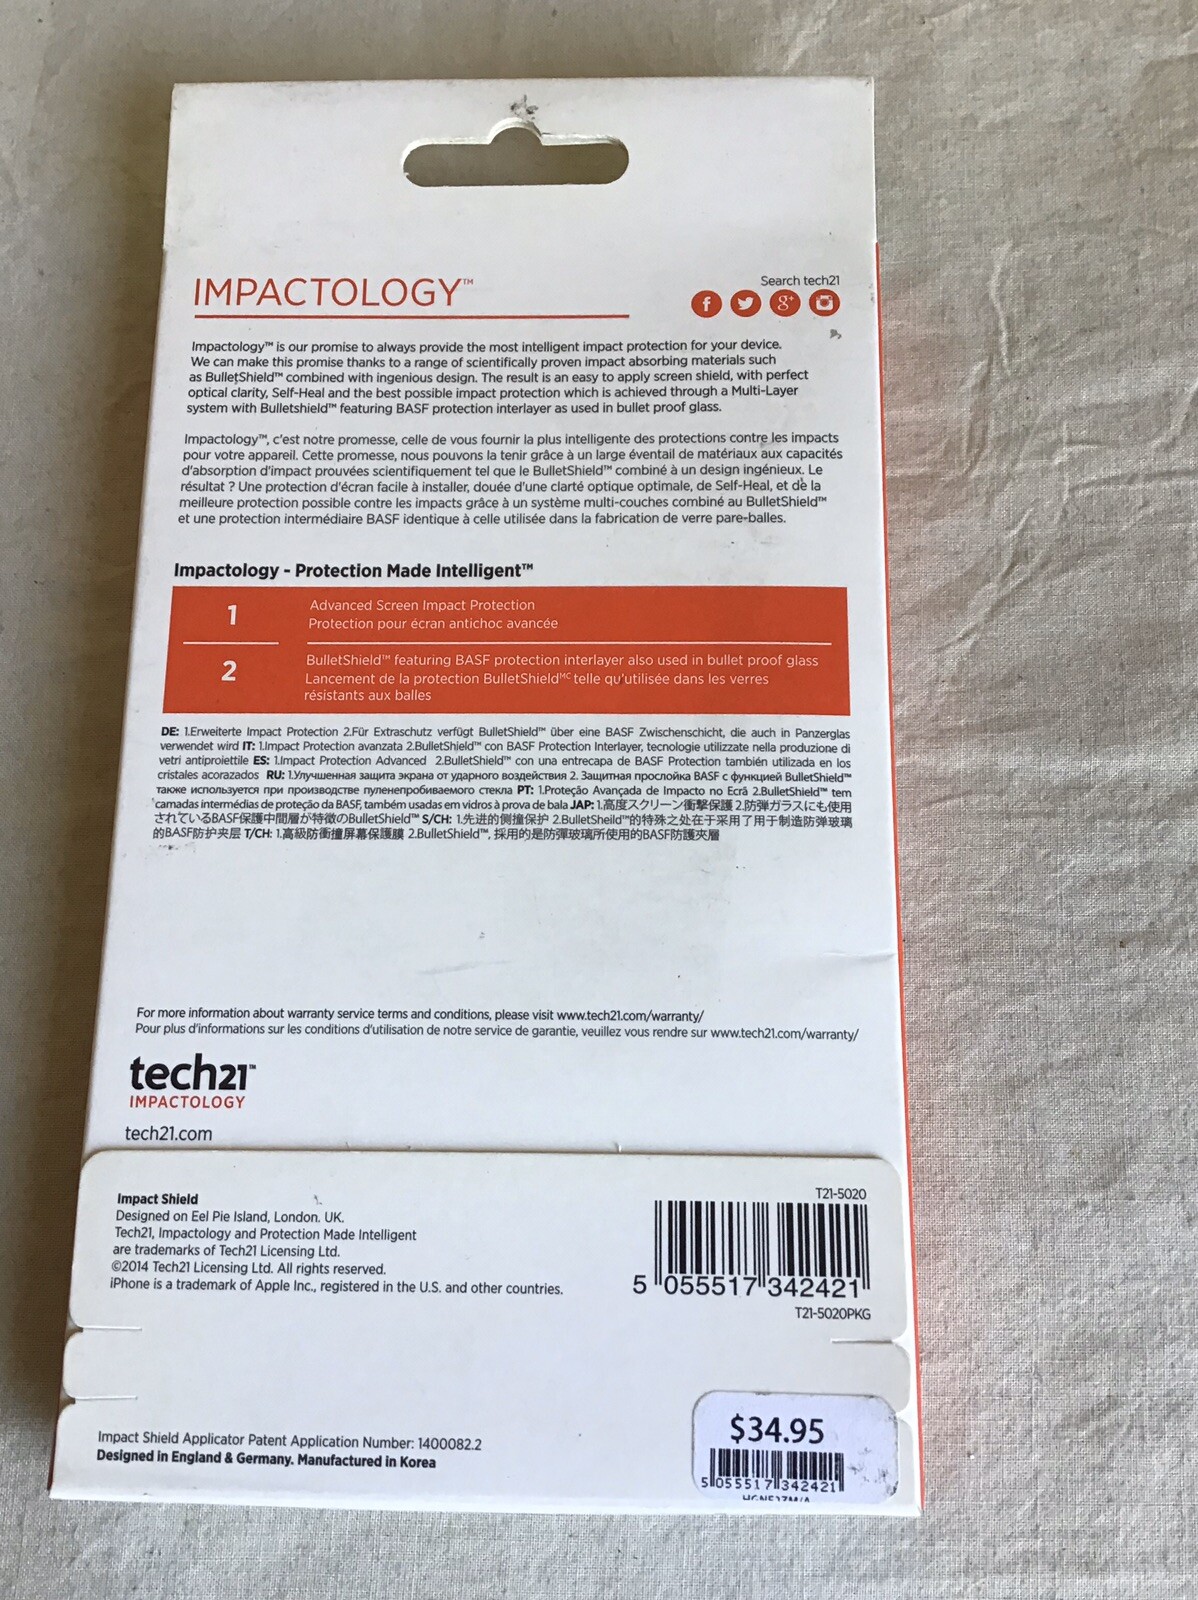 IMPACTOLOGY™
Search tech21
Impactology™ is our promise to always provide the most intelligent impact protection for your device.
We can make this promise thanks to a range of scientifically proven impact absorbing materials such
as BulletShield™ combined with ingenious design. The result is an easy to apply screen shield, with perfect
optical clarity, Self-Heal and the best possible impact protection which is achieved through a Multi-Layer
system with Bulletshield™ featuring BASF protection interlayer as used in bullet proof glass.
Impactology™, c'est notre promesse, celle de vous fournir la plus intelligente des protections contre les impacts
pour votre appareil. Cette promesse, nous pouvons la tenir grâce à un large éventail de matériaux aux capacités
d'absorption d'impact prouvées scientifiquement tel que le BulletShield™ combiné à un design ingénieux. Le
résultat ? Une protection d'écran facile à installer, douée d'une clarté optique optimale, de Self-Heal, et de la
meilleure protection possible contre les impacts grâce à un système multi-couches combiné au BulletShield™
et une protection intermédiaire BASF identique à celle utilisée dans la fabrication de verre pare-balles.
Impactology - Protection Made Intelligent™
1
Advanced Screen Impact Protection
Protection pour écran antichoc avancée
2
BulletShield™ featuring BASF protection interlayer also used in bullet proof glass
Lancement de la protection BulletShieldᴹᶜ telle qu'utilisée dans les verres
résistants aux balles
DE: 1.Erweiterte Impact Protection 2.Für Extraschutz verfügt BulletShield™ über eine BASF Zwischenschicht, die auch in Panzerglas
verwendet wird IT: 1.Impact Protection avanzata 2.BulletShield™ con BASF Protection Interlayer, tecnologie utilizzate nella produzione di
vetri antiproiettile ES: 1.Impact Protection Advanced 2.BulletShield™ con una entrecapa de BASF Protection también utilizada en los
cristales acorazados RU: 1.Улучшенная защита экрана от ударного воздействия 2. Защитная прослойка BASF с функцией BulletShield™
также используется при производстве пуленепробиваемого стекла PT: 1.Proteção Avançada de Impacto no Ecrã 2.BulletShield™ tem
camadas intermédias de proteção da BASF, também usadas em vidros à prova de bala JAP: 1.高度スクリーン衝撃保護 2.防弾ガラスにも使用
されているBASF保護中間層が特徴のBulletShield™ S/CH: 1.先进的侧撞保护 2.BulletSheild™的特殊之处在于采用了用于制造防弹玻璃
的BASF防护夹层 T/CH: 1.高級防衝撞屏幕保護膜 2.BulletShield™, 採用的是防彈玻璃所使用的BASF防護夾層
For more information about warranty service terms and conditions, please visit www.tech21.com/warranty/
Pour plus d'informations sur les conditions d'utilisation de notre service de garantie, veuillez vous rendre sur www.tech21.com/warranty/
tech21™
IMPACTOLOGY
tech21.com
Impact Shield
Designed on Eel Pie Island, London. UK.
Tech21, Impactology and Protection Made Intelligent
are trademarks of Tech21 Licensing Ltd.
©2014 Tech21 Licensing Ltd. All rights reserved.
iPhone is a trademark of Apple Inc., registered in the U.S. and other countries.
T21-5020
5 055517 342421
T21-5020PKG
Impact Shield Applicator Patent Application Number: 1400082.2
Designed in England & Germany. Manufactured in Korea
$34.95
5 055517 342421